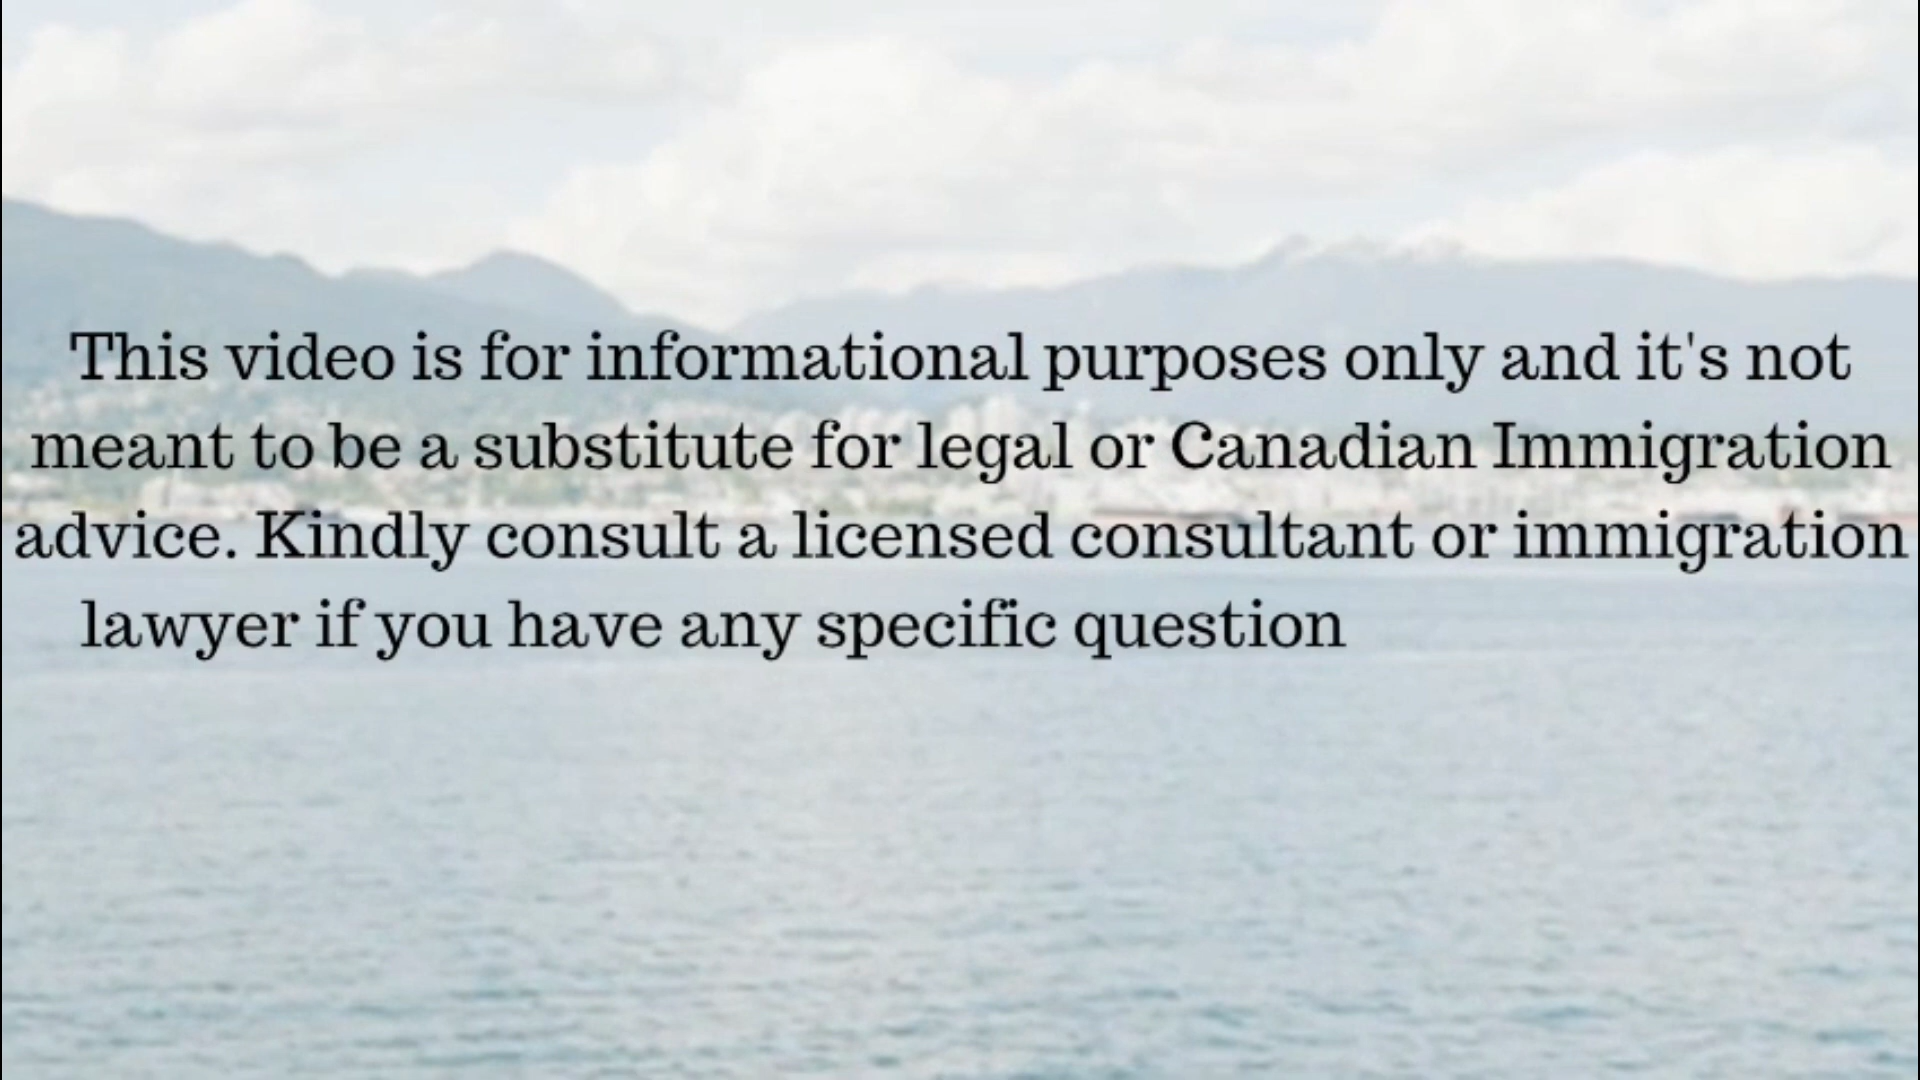 This video is for informational purposes only and it's not
meant to be a substitute for legal or Canadian Immigration
advice. Kindly consult a licensed consultant or immigration
lawyer if you have any specific question